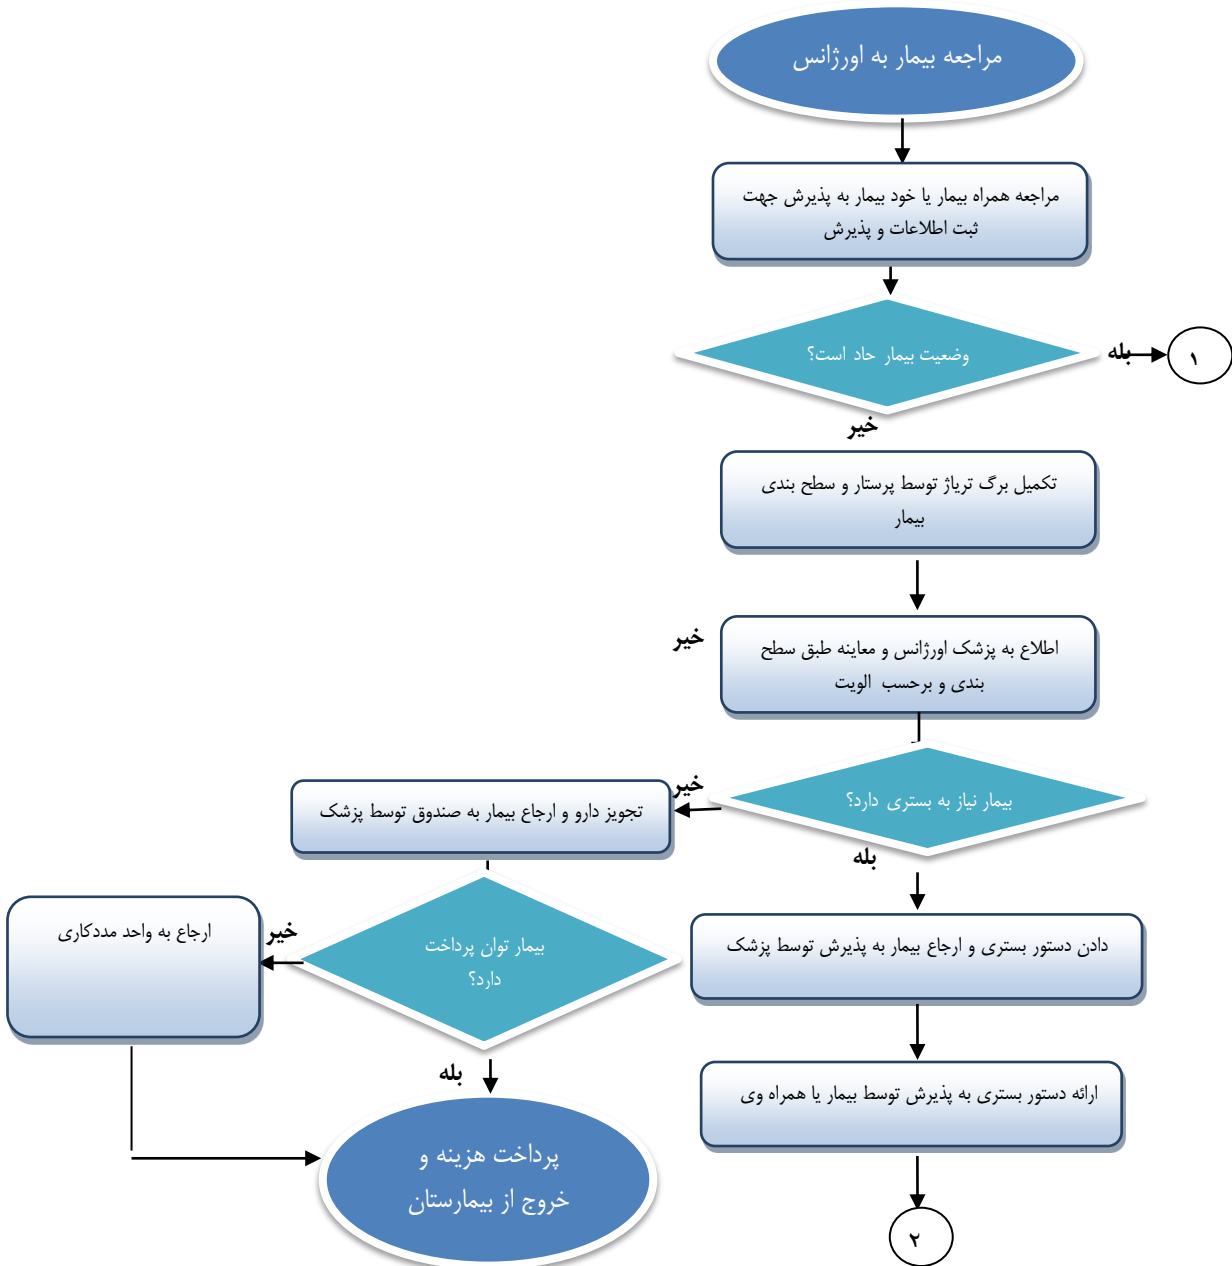 مراجعه بیمار به اورژانس
مراجعه همراه بیمار یا خود بیمار به پذیرش جهت
ثبت اطلاعات و پذیرش
وضعیت بیمار حاد است؟
بله
۱
خیر
تکمیل برگ تریاژ توسط پرستار و سطح بندی
بیمار
اطلاع به پزشک اورژانس و معاینه طبق سطح
بندی و برحسب الویت
خیر
بیمار نیاز به بستری دارد؟
خیر
تجویز دارو و ارجاع بیمار به صندوق توسط پزشک
بله
دادن دستور بستری و ارجاع بیمار به پذیرش توسط پزشک
بیمار توان پرداخت
دارد؟
خیر
ارجاع به واحد مددکاری
ارائه دستور بستری به پذیرش توسط بیمار یا همراه وی
بله
پرداخت هزینه و
خروج از بیمارستان
۲